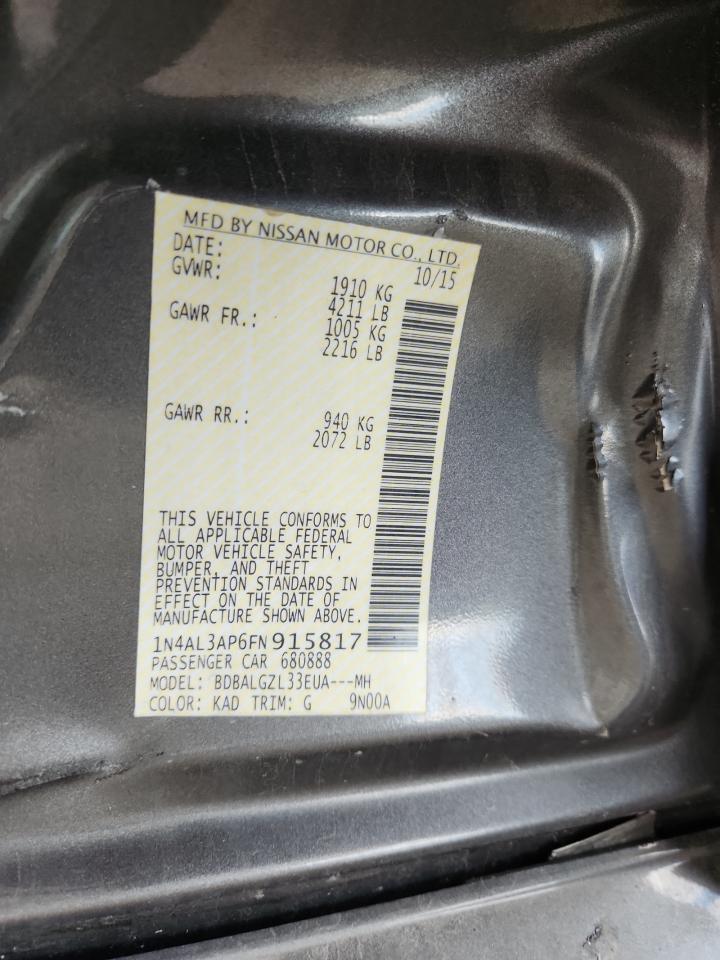 MFD BY NISSAN MOTOR CO., LTD.
DATE: 10/15
GVWR: 1910 KG
4211 LB
GAWR FR.: 1005 KG
2216 LB
GAWR RR.: 940 KG
2072 LB
THIS VEHICLE CONFORMS TO
ALL APPLICABLE FEDERAL
MOTOR VEHICLE SAFETY,
BUMPER, AND THEFT
PREVENTION STANDARDS IN
EFFECT ON THE DATE OF
MANUFACTURE SHOWN ABOVE.
1N4AL3AP6FN915817
PASSENGER CAR 680888
MODEL: BDBALGZL33EUA---MH
COLOR: KAD TRIM: G 9N00A